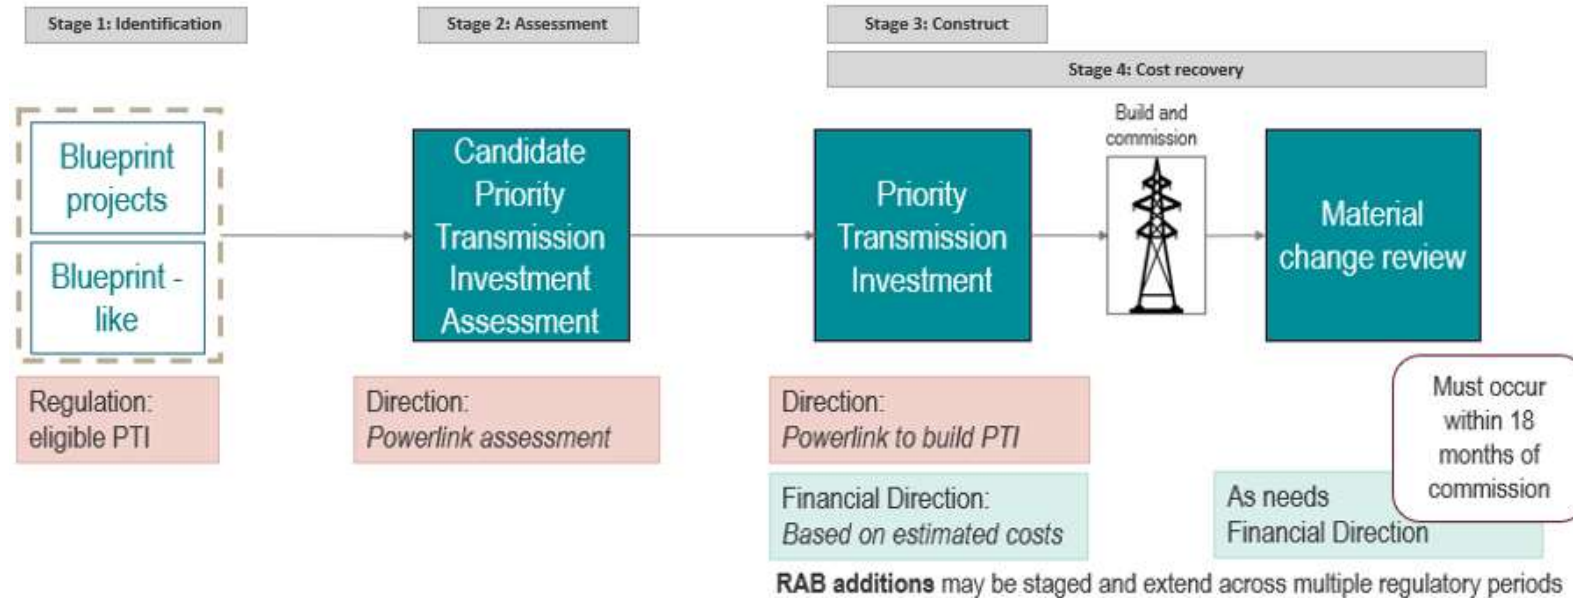 Stage 1: Identification
Stage 2: Assessment
Stage 3: Construct
Stage 4: Cost recovery
Blueprint
projects
Blueprint -
like
Candidate
Priority
Transmission
Investment
Assessment
Priority
Transmission
Investment
Build and
commission
Material
change review
Regulation:
eligible PTI
Direction:
Powerlink assessment
Direction:
Powerlink to build PTI
Financial Direction:
Based on estimated costs
As needs
Financial Direction
Must occur
within 18
months of
commission
RAB additions may be staged and extend across multiple regulatory periods